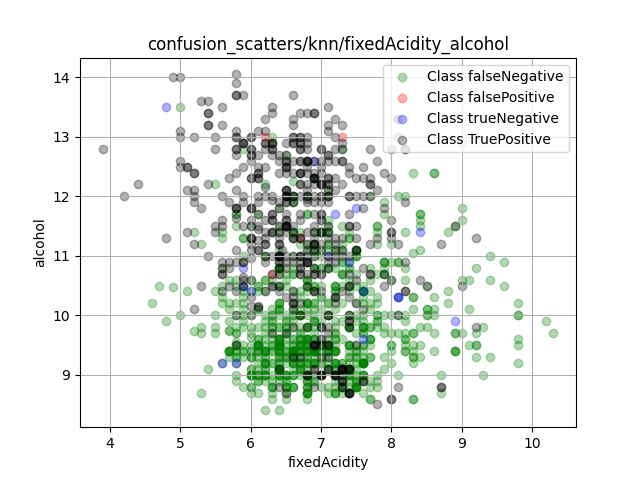 confusion_scatters/knn/fixedAcidity_alcohol
Class falseNegative
Class falsePositive
Class trueNegative
Class TruePositive
14
13
12
11
10
9
alcohol
4 5 6 7 8 9 10
fixedAcidity